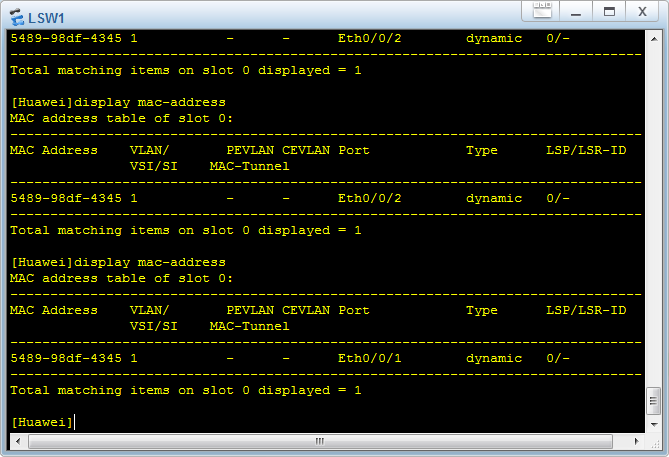 LSW1
5489-98df-4345 1 - - Eth0/0/2 dynamic 0/-
-------------------------------------------------------------------------------
Total matching items on slot 0 displayed = 1
[Huawei]display mac-address
MAC address table of slot 0:
-------------------------------------------------------------------------------
MAC Address VLAN/ PEVLAN CEVLAN Port Type LSP/LSR-ID
VSI/SI MAC-Tunnel
-------------------------------------------------------------------------------
5489-98df-4345 1 - - Eth0/0/2 dynamic 0/-
-------------------------------------------------------------------------------
Total matching items on slot 0 displayed = 1
[Huawei]display mac-address
MAC address table of slot 0:
-------------------------------------------------------------------------------
MAC Address VLAN/ PEVLAN CEVLAN Port Type LSP/LSR-ID
VSI/SI MAC-Tunnel
-------------------------------------------------------------------------------
5489-98df-4345 1 - - Eth0/0/1 dynamic 0/-
-------------------------------------------------------------------------------
Total matching items on slot 0 displayed = 1
[Huawei]